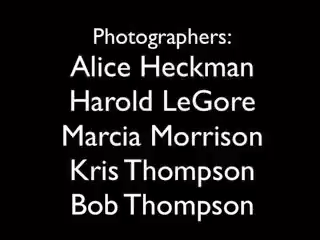 Photographers:
Alice Heckman
Harold LeGore
Marcia Morrison
Kris Thompson
Bob Thompson